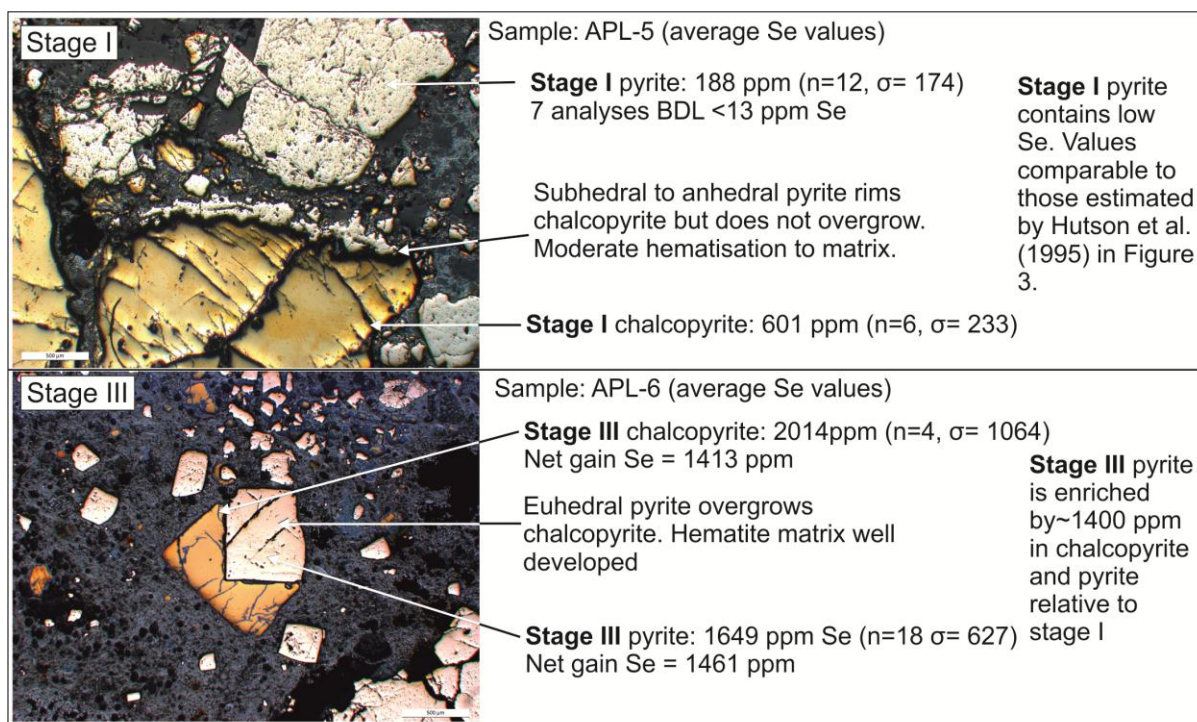 Stage I
Sample: APL-5 (average Se values)
Stage I pyrite: 188 ppm (n=12, σ= 174)
7 analyses BDL <13 ppm Se
Subhedral to anhedral pyrite rims
chalcopyrite but does not overgrow.
Moderate hematisation to matrix.
Stage I chalcopyrite: 601 ppm (n=6, σ= 233)
Stage I pyrite
contains low
Se. Values
comparable to
those estimated
by Hutson et al.
(1995) in Figure
3.
500 µm
Stage III
Sample: APL-6 (average Se values)
Stage III chalcopyrite: 2014ppm (n=4, σ= 1064)
Net gain Se = 1413 ppm
Euhedral pyrite overgrows
chalcopyrite. Hematite matrix well
developed
Stage III pyrite: 1649 ppm Se (n=18 σ= 627)
Net gain Se = 1461 ppm
Stage III pyrite
is enriched
by~1400 ppm
in chalcopyrite
and pyrite
relative to
stage I
500 µm